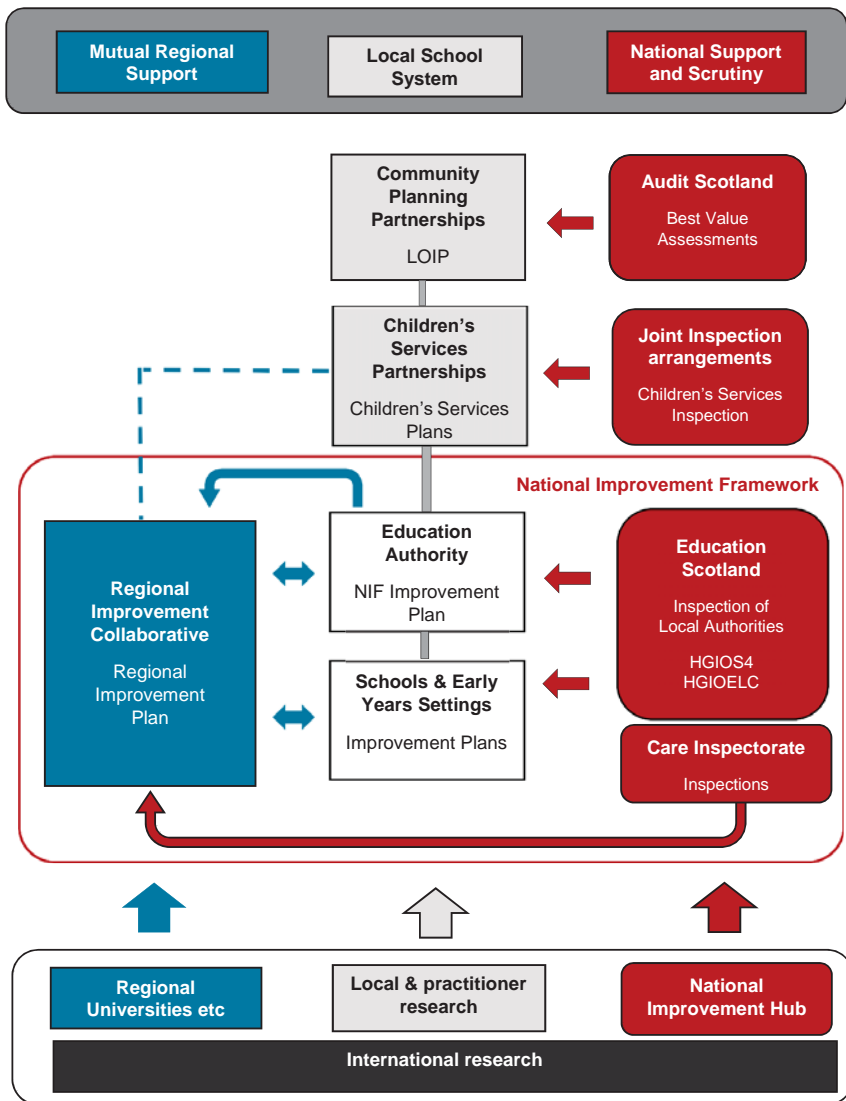 Mutual Regional
Support
Local School
System
National Support
and Scrutiny
Community
Planning
Partnerships
LOIP
Audit Scotland
Best Value
Assessments
Children’s
Services
Partnerships
Children’s Services
Plans
Joint Inspection
arrangements
Children’s Services
Inspection
National Improvement Framework
Regional
Improvement
Collaborative
Regional
Improvement
Plan
Education
Authority
NIF Improvement
Plan
Education
Scotland
Inspection of
Local Authorities
HGIOS4
HGIOELC
Schools & Early
Years Settings
Improvement Plans
Care Inspectorate
Inspections
Regional
Universities etc
Local & practitioner
research
National
Improvement Hub
International research